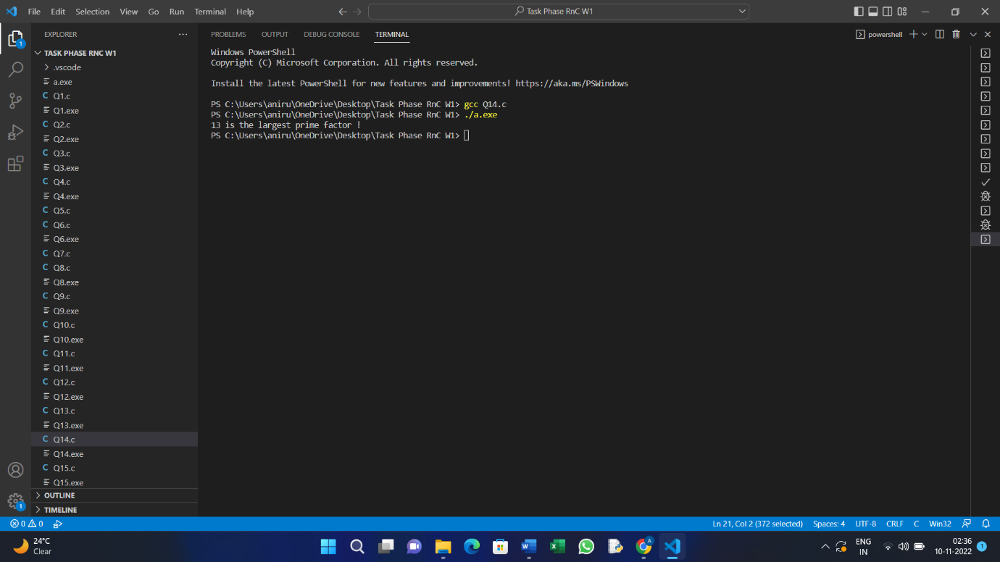 File Edit Selection View Go Run Terminal Help
Task Phase RnC W1
EXPLORER
TASK PHASE RNC W1
.vscode
a.exe
Q1.c
Q1.exe
Q2.c
Q2.exe
Q3.c
Q3.exe
Q4.c
Q4.exe
Q5.c
Q6.c
Q6.exe
Q7.c
Q8.c
Q8.exe
Q9.c
Q9.exe
Q10.c
Q10.exe
Q11.c
Q11.exe
Q12.c
Q12.exe
Q13.c
Q13.exe
Q14.c
Q14.exe
Q15.c
Q15.exe
OUTLINE
TIMELINE
1
1
PROBLEMS OUTPUT DEBUG CONSOLE TERMINAL
powershell
Windows PowerShell
Copyright (C) Microsoft Corporation. All rights reserved.
Install the latest PowerShell for new features and improvements! https://aka.ms/PSWindows
PS C:\Users\aniru\OneDrive\Desktop\Task Phase RnC W1> gcc Q14.c
PS C:\Users\aniru\OneDrive\Desktop\Task Phase RnC W1> ./a.exe
13 is the largest prime factor !
PS C:\Users\aniru\OneDrive\Desktop\Task Phase RnC W1>
0 0
Ln 21, Col 2 (372 selected) Spaces: 4 UTF-8 CRLF C Win32
24°C
Clear
ENG
IN
02:36
10-11-2022
1